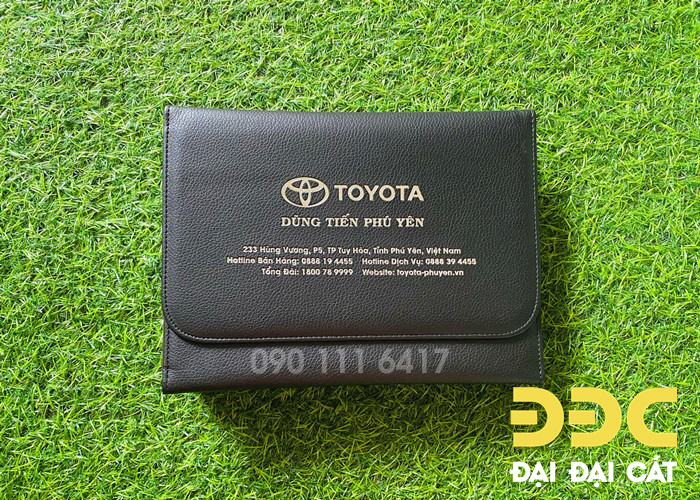 TOYOTA
DŨNG TIẾN PHÚ YÊN
233 Hùng Vương, P5, TP Tuy Hòa, Tỉnh Phú Yên, Việt Nam
Hotline Bán Hàng: 0888 19 4455 Hotline Dịch Vụ: 0888 39 4455
Tổng Đài: 1800 78 9999 Website: toyota-phuyen.vn
090 111 6417
DDC
ĐẠI ĐẠI CÁT